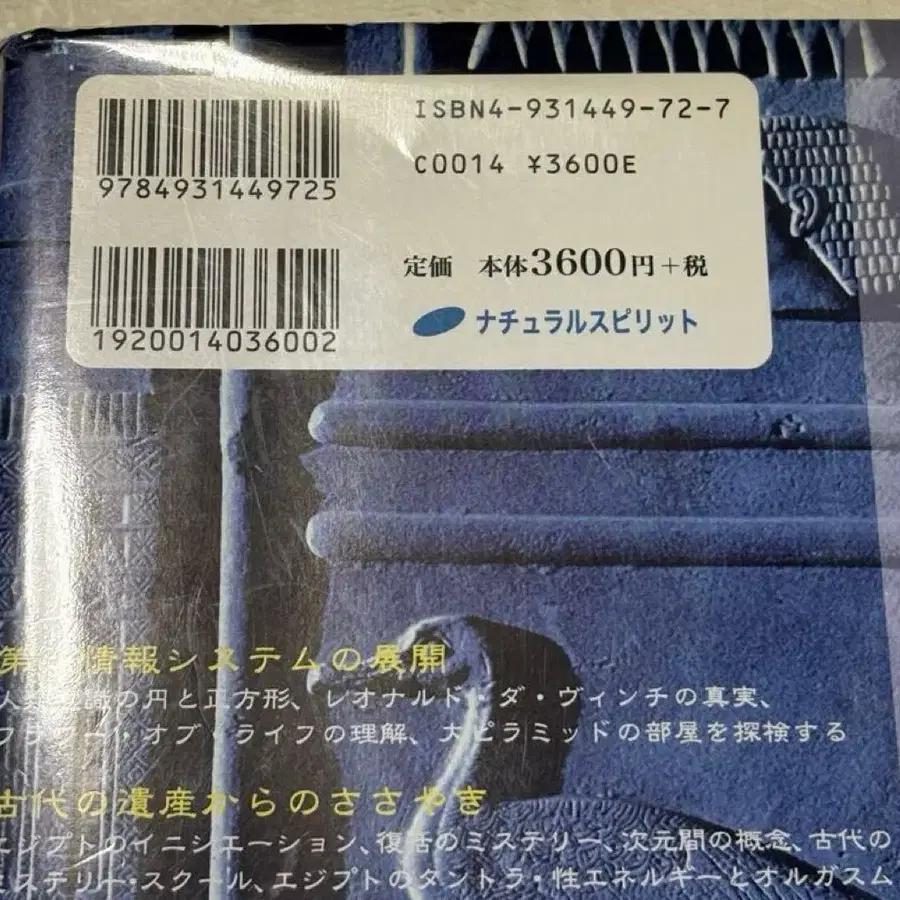 ISBN4-931449-72-7
9784931449725
C0014 ¥3600E
定価 本体3600円+税
1920014036002
ナチュラルスピリット
情報システムの展開
の円と正方形、レオナルド・ダ・ヴィンチの真実、
フラワー・オブ・ライフの理解、大ピラミッドの部屋を探検する
古代の遺産からのささやき
エジプトのイニシエーション、復活のミステリー、次元間の概念、古代の
ミステリー・スクール、エジプトのタントラ・性エネルギーとオルガスム